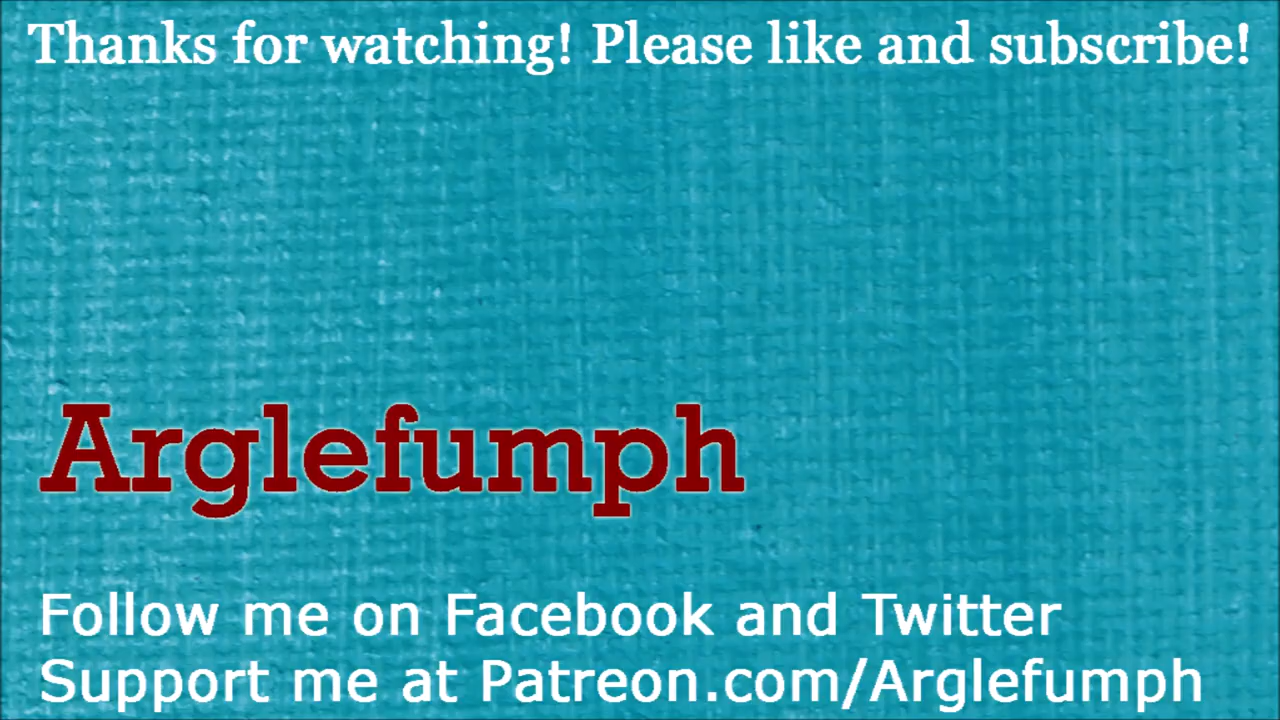 Thanks for watching! Please like and subscribe!
Arglefumph
Follow me on Facebook and Twitter
Support me at Patreon.com/Arglefumph